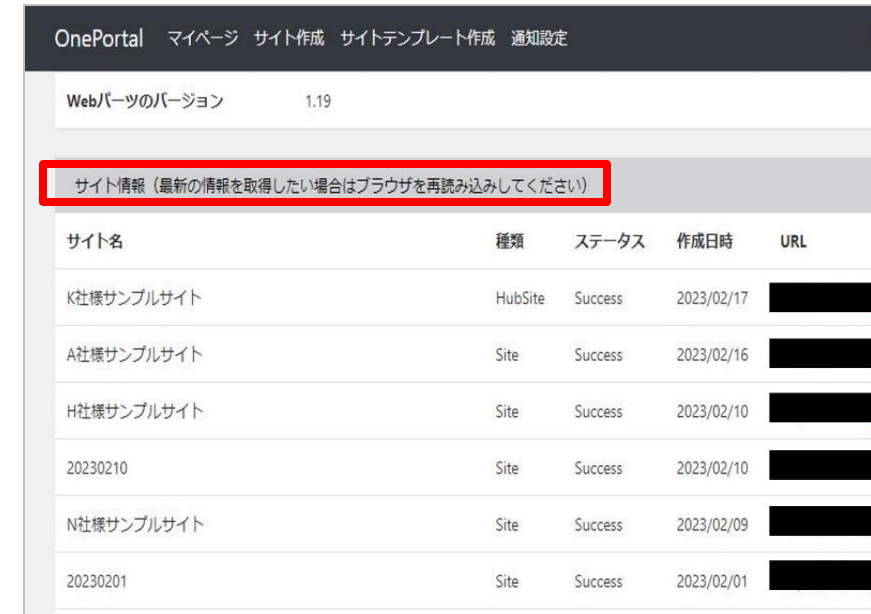 OnePortal マイページ サイト作成 サイトテンプレート作成 通知設定
Webパーツのバージョン 1.19
サイト情報（最新の情報を取得したい場合はブラウザを再読み込みしてください）
サイト名 種類 ステータス 作成日時 URL
K社様サンプルサイト HubSite Success 2023/02/17
A社様サンプルサイト Site Success 2023/02/16
H社様サンプルサイト Site Success 2023/02/10
20230210 Site Success 2023/02/10
N社様サンプルサイト Site Success 2023/02/09
20230201 Site Success 2023/02/01